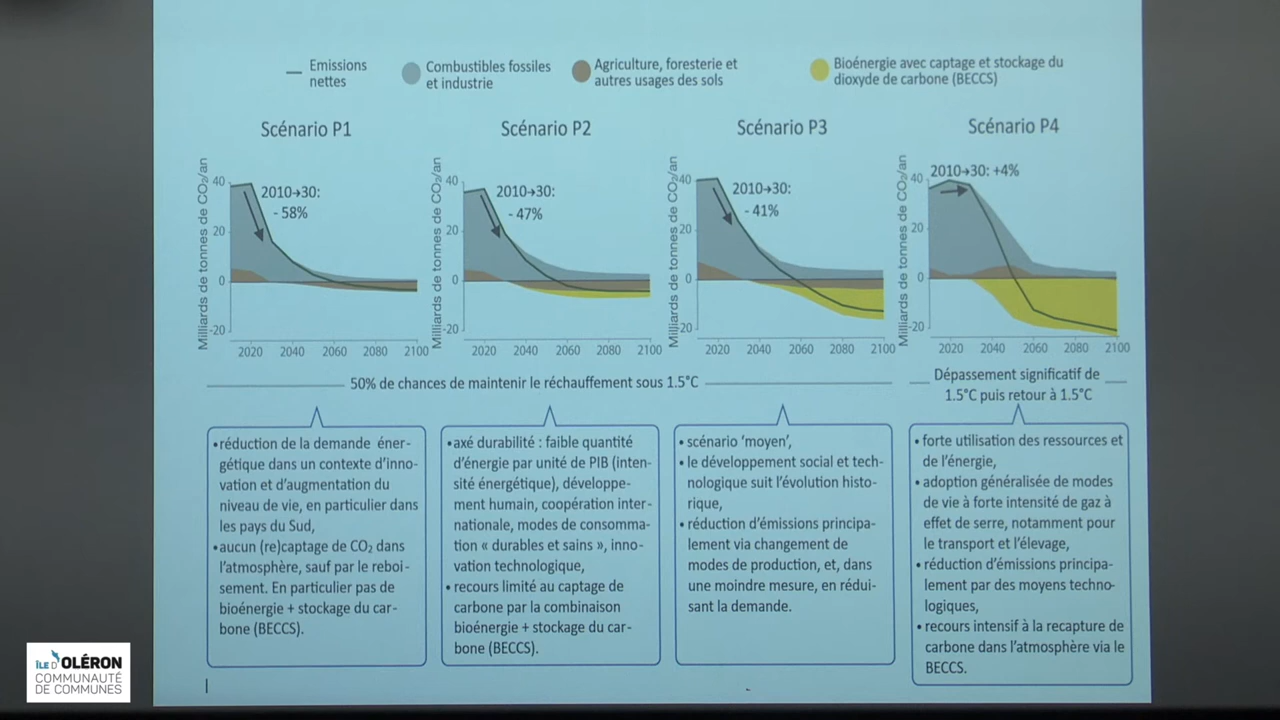 Emissions
nettes
Combustibles fossiles
et industrie
Agriculture, foresterie et
autres usages des sols
Bioénergie avec captage et stockage du
dioxyde de carbone (BECCS)
Scénario P1
Milliards de tonnes de CO₂/an
40
20
0
-20
2010→30:
- 58%
2020 2040 2060 2080 2100
Scénario P2
Milliards de tonnes de CO₂/an
40
20
0
-20
2010→30:
- 47%
2020 2040 2060 2080 2100
Scénario P3
Milliards de tonnes de CO₂/an
40
20
0
20
2010→30:
- 41%
2020 2040 2060 2080 2100
Scénario P4
Milliards de tonnes de CO₂/an
40
20
0
-20
2010→30: +4%
2020 2040 2060 2080 2100
50% de chances de maintenir le réchauffement sous 1.5°C
Dépassement significatif de
1.5°C puis retour à 1.5°C
•réduction de la demande éner-
gétique dans un contexte d'inno-
vation et d'augmentation du
niveau de vie, en particulier dans
les pays du Sud,
•aucun (re)captage de CO₂ dans
l'atmosphère, sauf par le reboi-
sement. En particulier pas de
bioénergie + stockage du car-
bone (BECCS).
•axé durabilité : faible quantité
d'énergie par unité de PIB (inten-
sité énergétique), développe-
ment humain, coopération inter-
nationale, modes de consomma-
tion « durables et sains », inno-
vation technologique,
•recours limité au captage de
carbone par la combinaison
bioénergie + stockage du car-
bone (BECCS).
•scénario 'moyen',
•le développement social et tech-
nologique suit l'évolution histo-
rique,
•réduction d'émissions principa-
lement via changement de
modes de production, et, dans
une moindre mesure, en rédui-
sant la demande.
•forte utilisation des ressources et
de l'énergie,
•adoption généralisée de modes
de vie à forte intensité de gaz à
effet de serre, notamment pour
le transport et l'élevage,
•réduction d'émissions principa-
lement par des moyens techno-
logiques,
•recours intensif à la recapture de
carbone dans l'atmosphère via le
BECCS.
ÎLE D'OLÉRON
COMMUNAUTÉ
DE COMMUNES